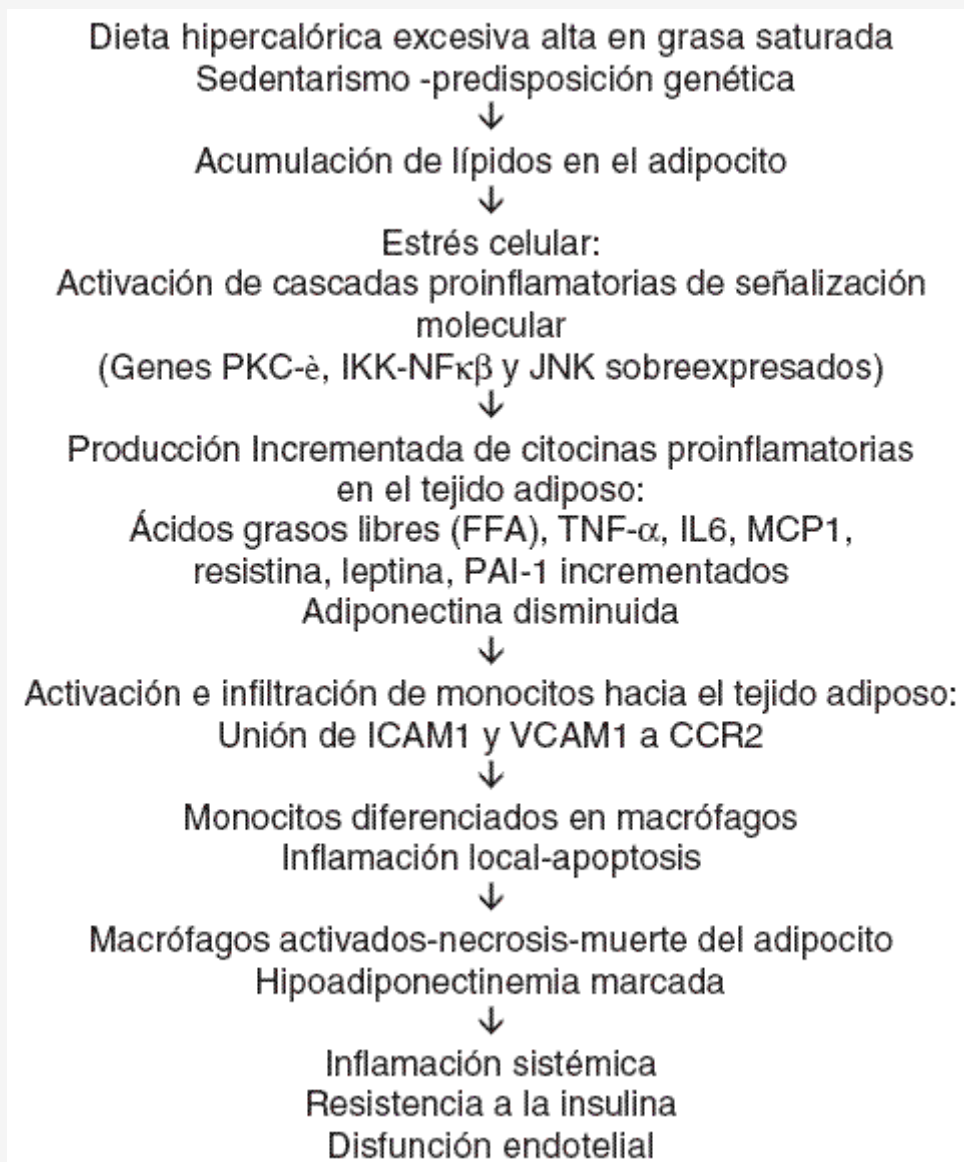 Dieta hipercalórica excesiva alta en grasa saturada
Sedentarismo -predisposición genética
↓
Acumulación de lípidos en el adipocito
↓
Estrés celular:
Activación de cascadas proinflamatorias de señalización
molecular
(Genes PKC-è, IKK-NFκβ y JNK sobreexpresados)
↓
Producción Incrementada de citocinas proinflamatorias
en el tejido adiposo:
Ácidos grasos libres (FFA), TNF-α, IL6, MCP1,
resistina, leptina, PAI-1 incrementados
Adiponectina disminuida
↓
Activación e infiltración de monocitos hacia el tejido adiposo:
Unión de ICAM1 y VCAM1 a CCR2
↓
Monocitos diferenciados en macrófagos
Inflamación local-apoptosis
↓
Macrófagos activados-necrosis-muerte del adipocito
Hipoadiponectinemia marcada
↓
Inflamación sistémica
Resistencia a la insulina
Disfunción endotelial